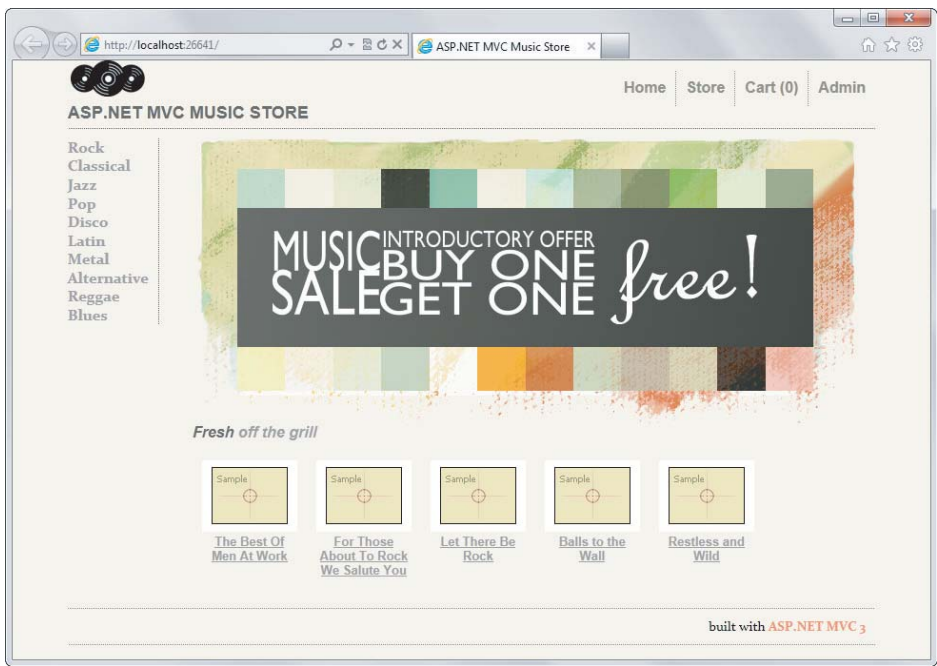 http://localhost:26641/
ASP.NET MVC Music Store
Home
Store
Cart (0)
Admin
ASP.NET MVC MUSIC STORE
Rock
Classical
Jazz
Pop
Disco
Latin
Metal
Alternative
Reggae
Blues
MUSIC
SALE
INTRODUCTORY OFFER
BUY ONE
GET ONE
free!
Fresh off the grill
Sample
Sample
Sample
Sample
Sample
The Best Of
Men At Work
For Those
About To Rock
We Salute You
Let There Be
Rock
Balls to the
Wall
Restless and
Wild
built with ASP.NET MVC 3